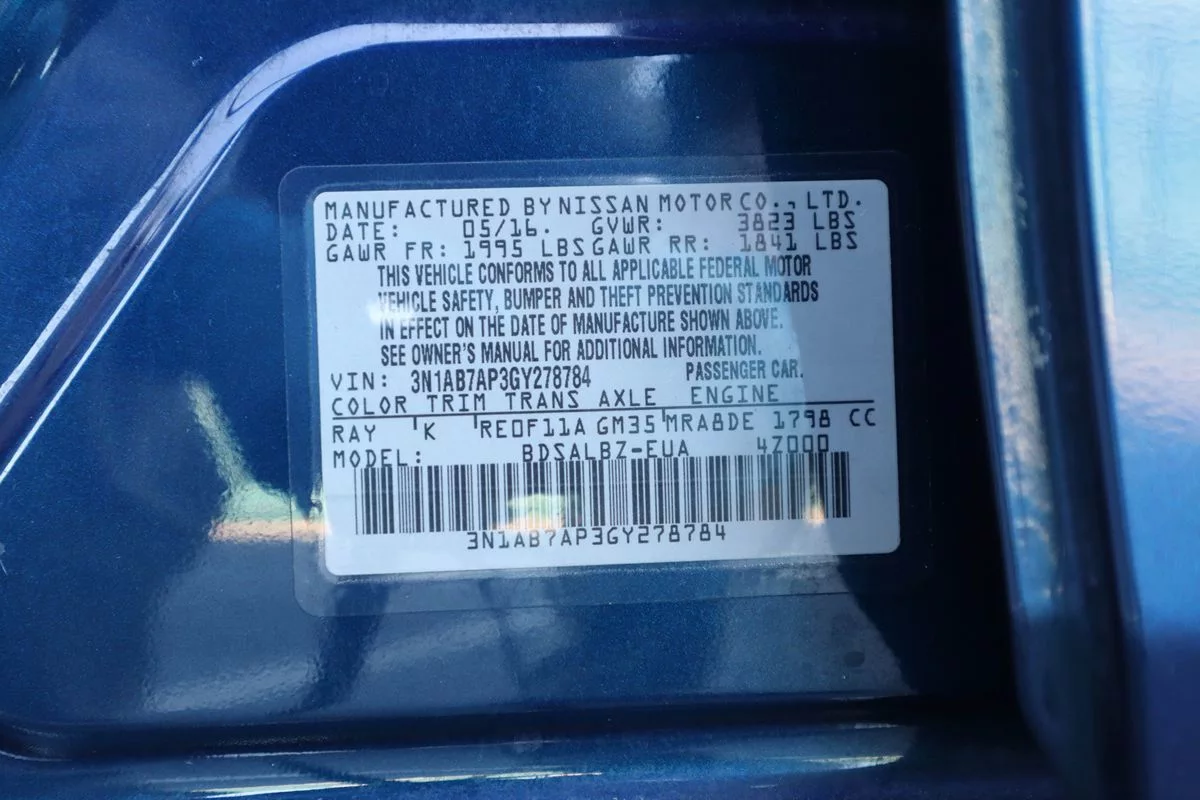 MANUFACTURED BY NISSAN MOTOR CO., LTD.
DATE: 05/16. GVWR: 3823 LBS
GAWR FR: 1995 LBS GAWR RR: 1841 LBS
THIS VEHICLE CONFORMS TO ALL APPLICABLE FEDERAL MOTOR
VEHICLE SAFETY, BUMPER AND THEFT PREVENTION STANDARDS
IN EFFECT ON THE DATE OF MANUFACTURE SHOWN ABOVE.
SEE OWNER'S MANUAL FOR ADDITIONAL INFORMATION.
VIN: 3N1AB7AP3GY278784 PASSENGER CAR.
COLOR TRIM TRANS AXLE ENGINE
RAY K RE0F11A GM35 MRA8DE 1798 CC
MODEL: BDSALBZ-EUA 4Z000
3N1AB7AP3GY278784